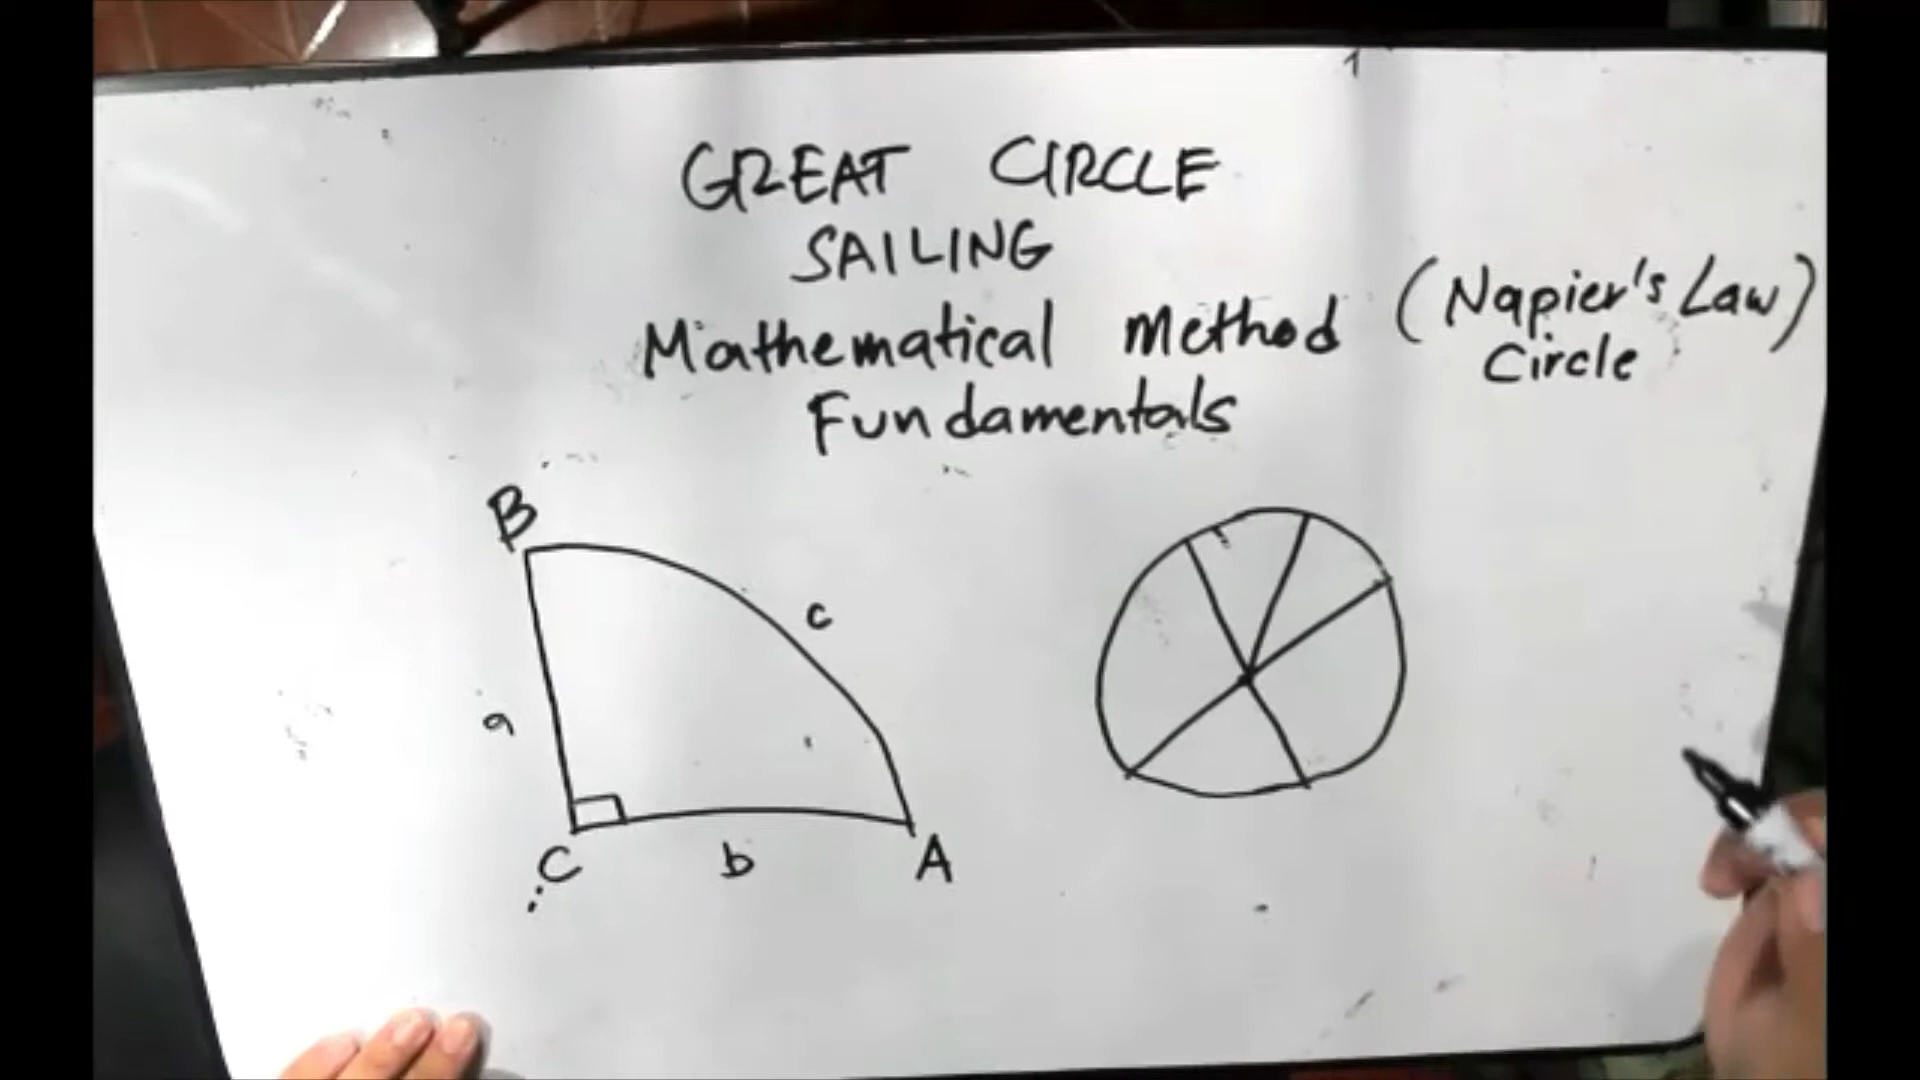 GREAT CIRCLE
SAILING
Mathematical Method (Napier's Law)
Circle
Fundamentals
B
c
a
C
b
A